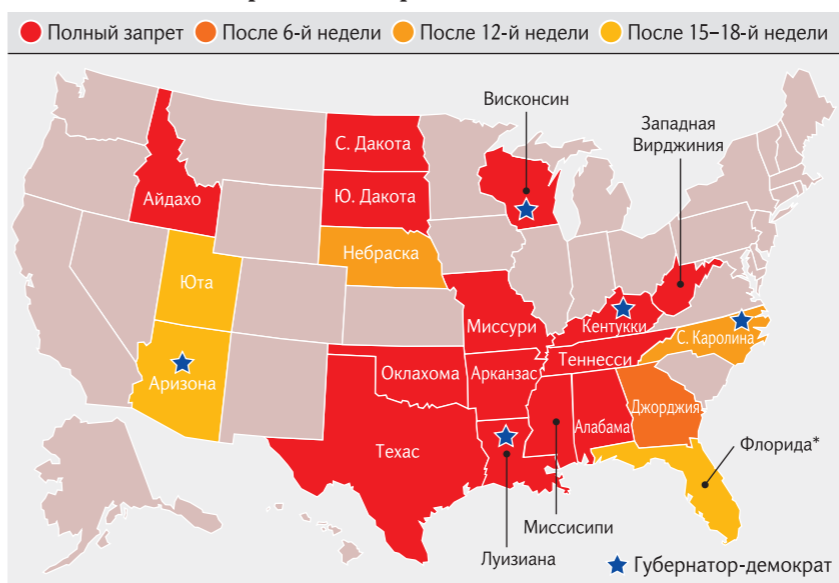 Полный запрет После 6-й недели После 12-й недели После 15–18-й недели
Висконсин
Западная
Вирджиния
С. Дакота
Ю. Дакота
Айдахо
Небраска
Юта
Миссури
Кентукки
С. Каролина
Теннесси
Аризона
Оклахома
Арканзас
Джорджия
Алабама
Техас
Флорида*
Миссисипи
Луизиана
Губернатор-демократ